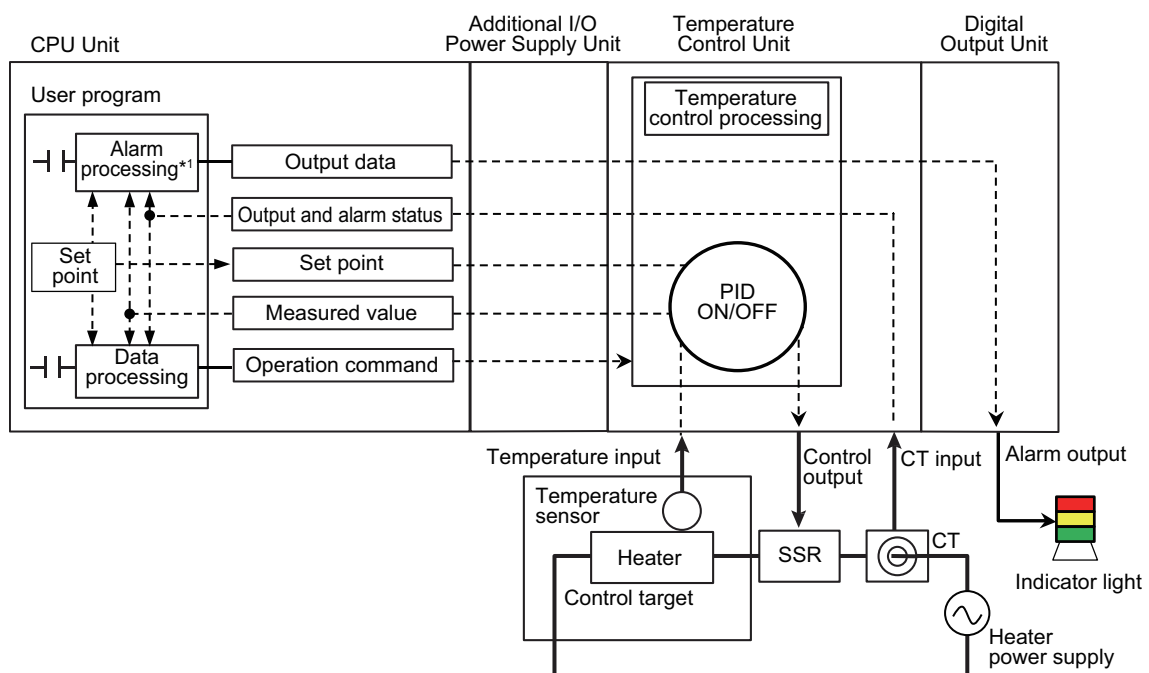 CPU Unit
Additional I/O
Power Supply Unit
Temperature
Control Unit
Digital
Output Unit
User program
Temperature
control processing
Alarm
processing*1
Output data
Output and alarm status
Set
point
Set point
PID
ON/OFF
Measured value
Data
processing
Operation command
Temperature input
Control
output
CT input
Alarm output
Temperature
sensor
Heater
SSR
CT
Control target
Indicator light
Heater
power supply